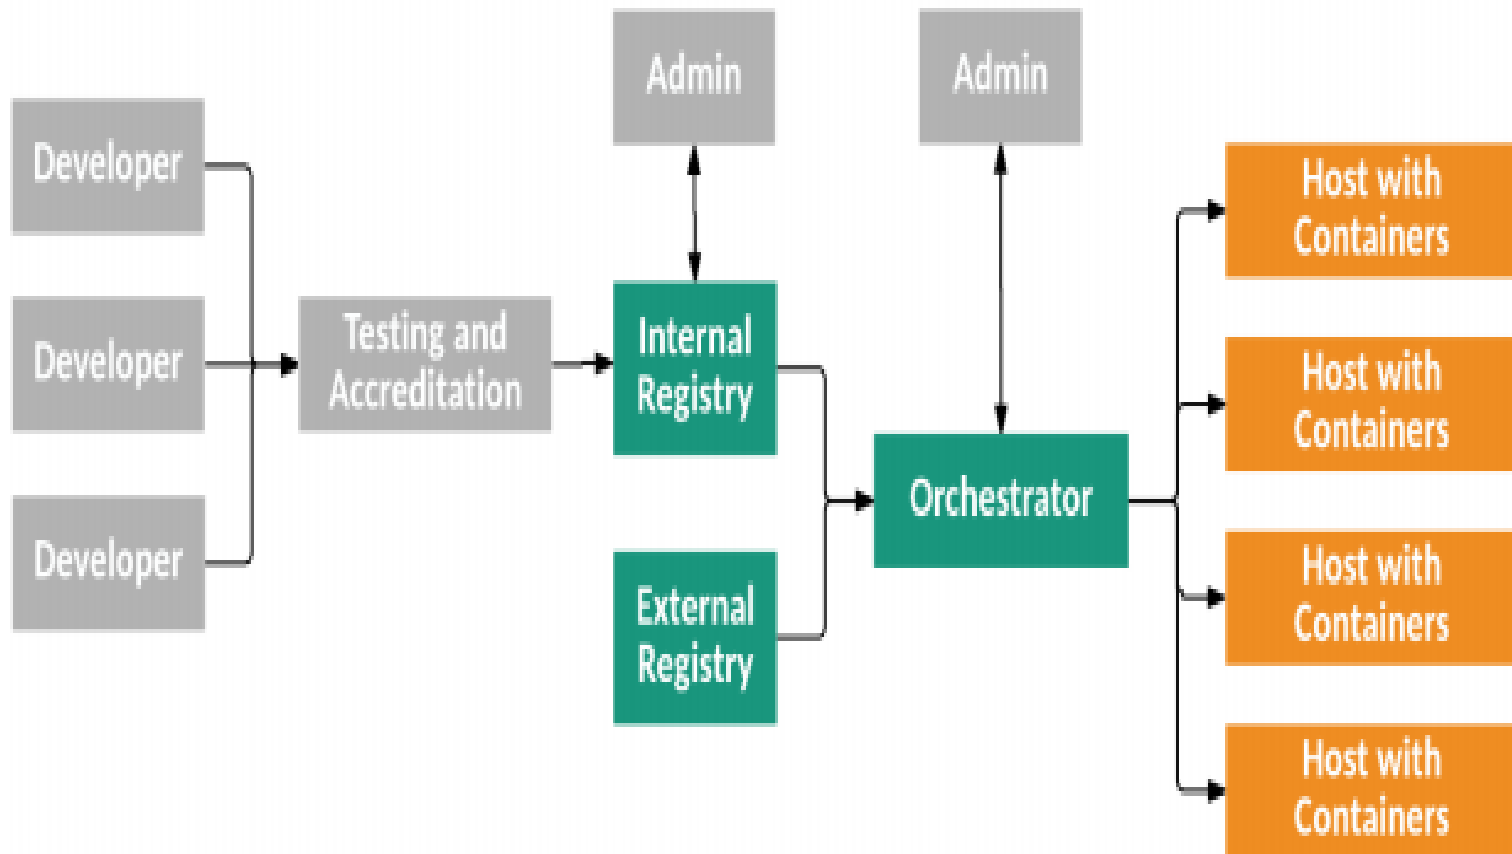 Admin
Admin
Developer
Developer
Developer
Testing and
Accreditation
Internal
Registry
External
Registry
Orchestrator
Host with
Containers
Host with
Containers
Host with
Containers
Host with
Containers